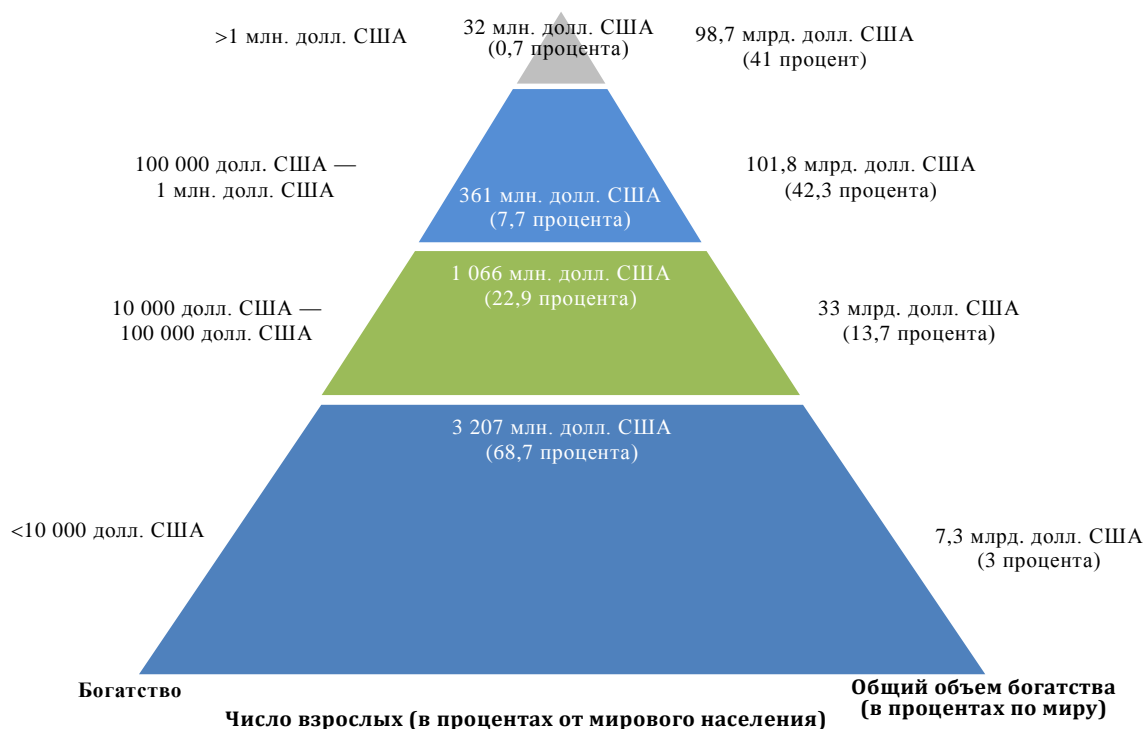 >1 млн. долл. США
32 млн. долл. США
(0,7 процента)
98,7 млрд. долл. США
(41 процент)
100 000 долл. США —
1 млн. долл. США
361 млн. долл. США
(7,7 процента)
101,8 млрд. долл. США
(42,3 процента)
10 000 долл. США —
100 000 долл. США
1 066 млн. долл. США
(22,9 процента)
33 млрд. долл. США
(13,7 процента)
<10 000 долл. США
3 207 млн. долл. США
(68,7 процента)
7,3 млрд. долл. США
(3 процента)
Богатство
Число взрослых (в процентах от мирового населения)
Общий объем богатства
(в процентах по миру)